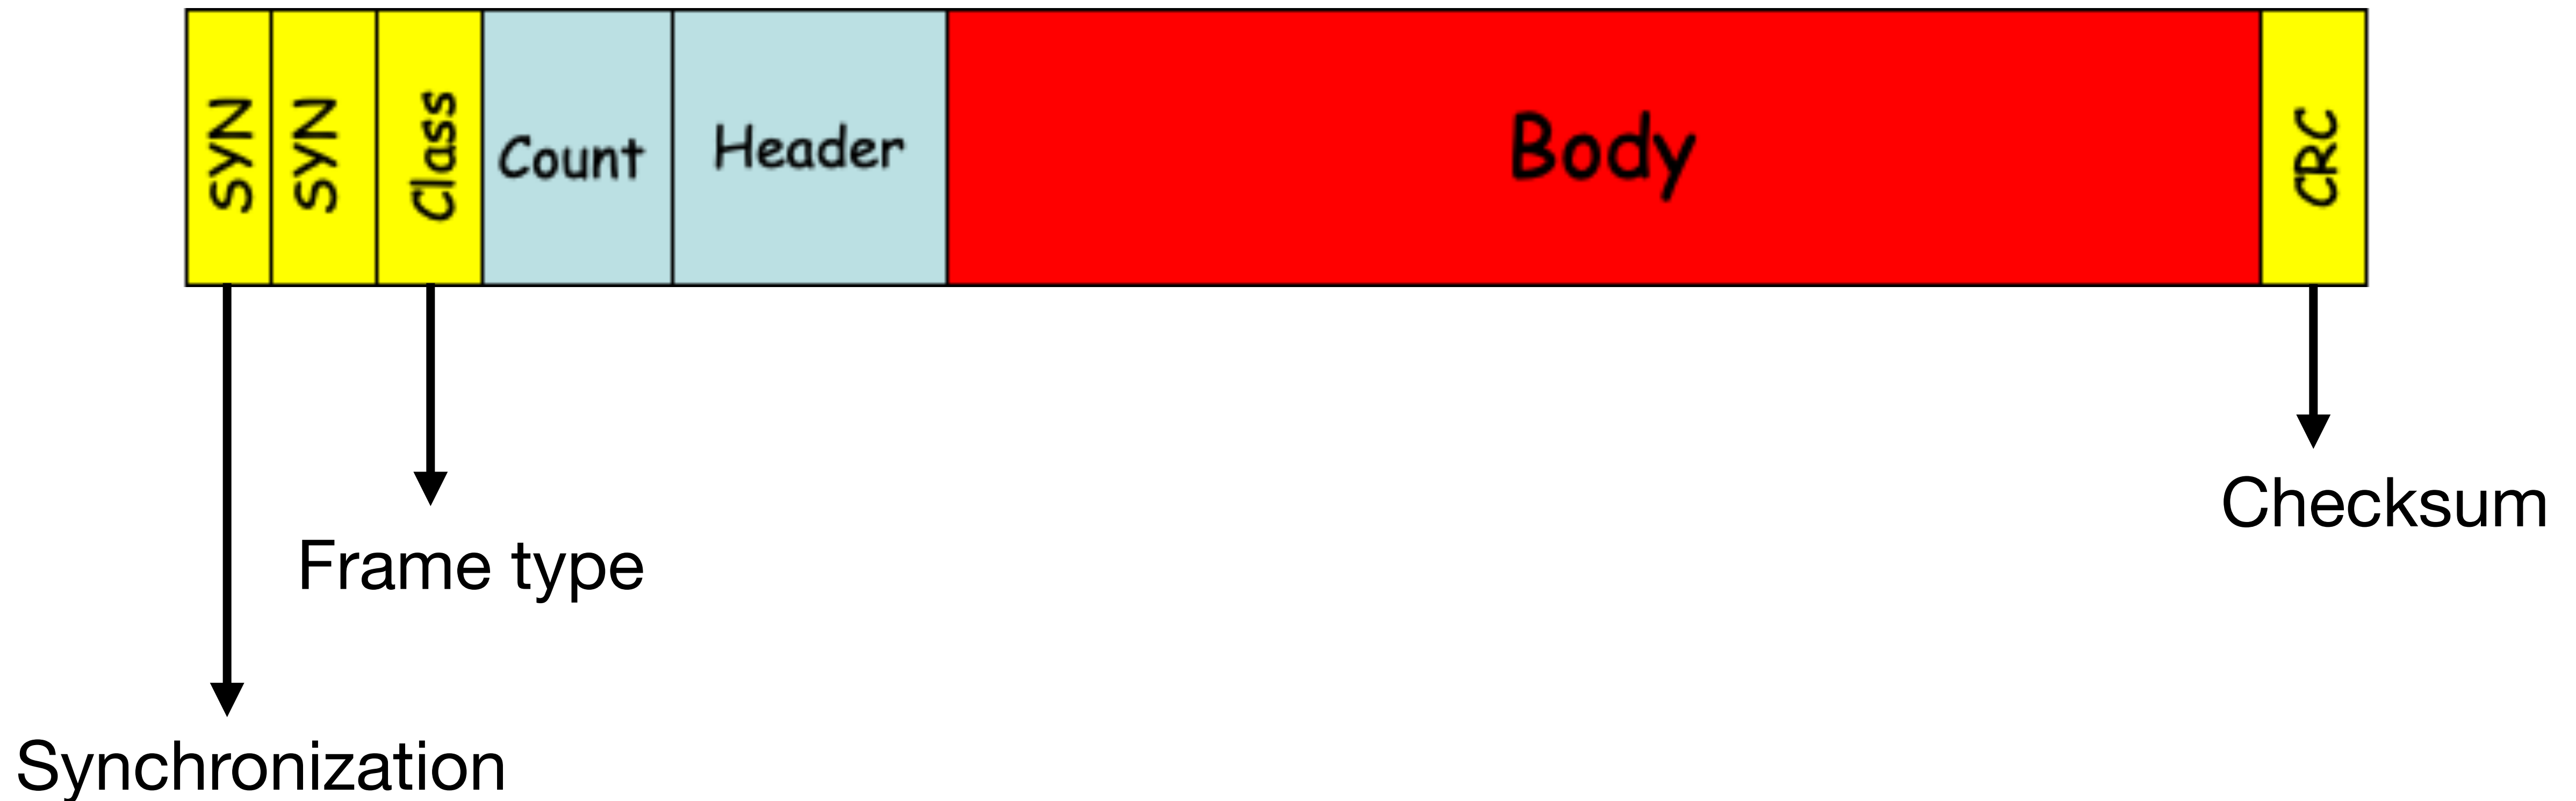 SYN
SYN
Class
Count
Header
Body
CRC
Checksum
Frame type
Synchronization